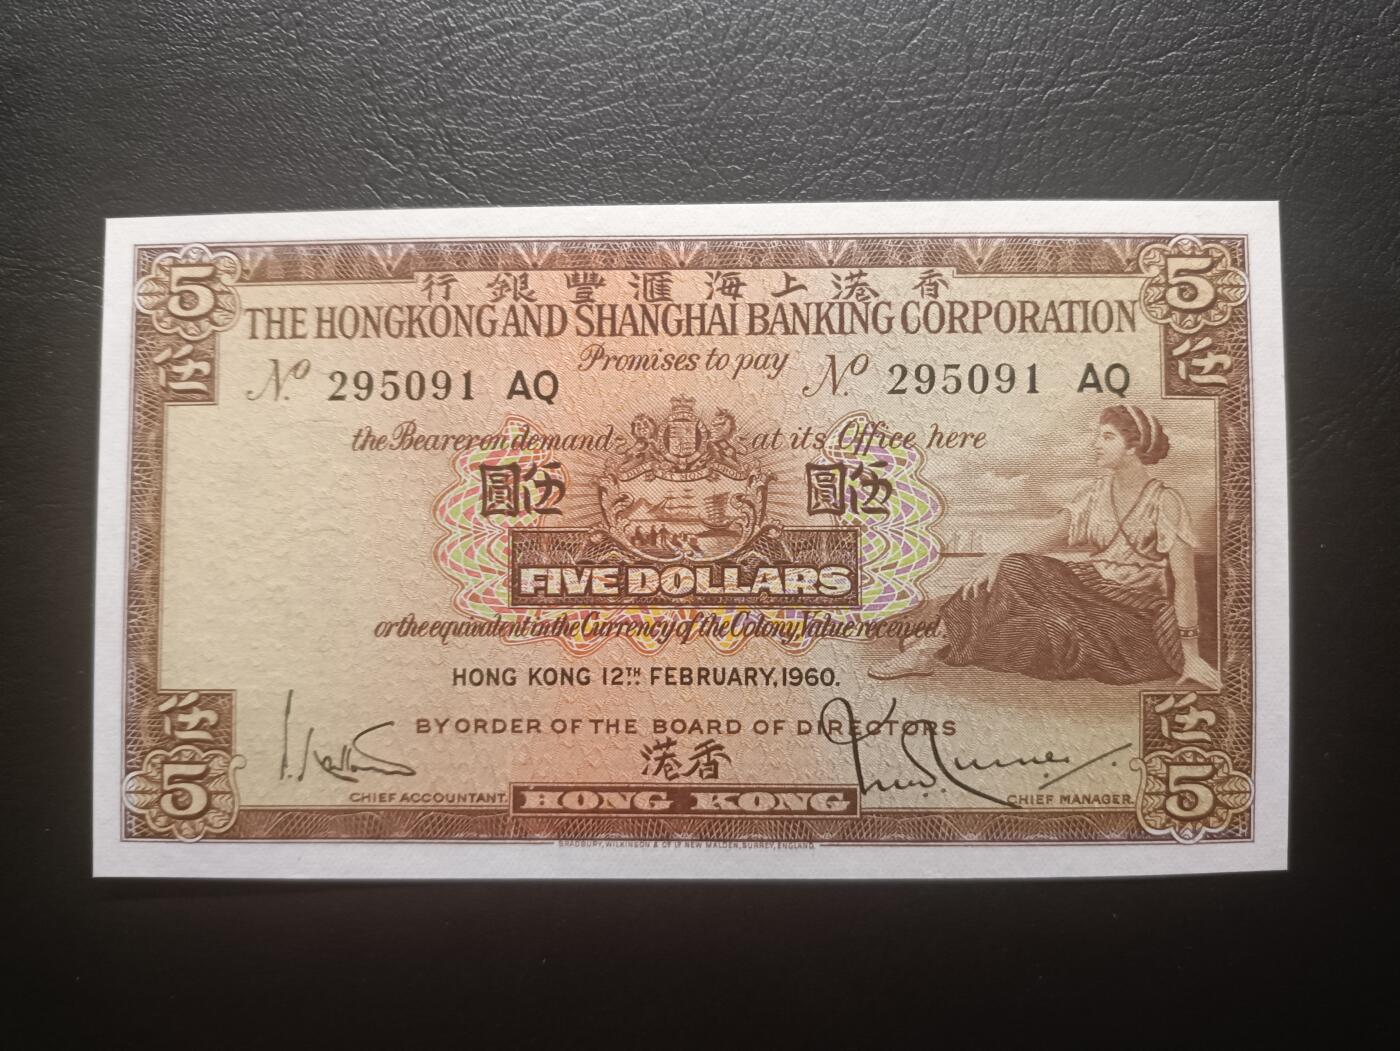 5 5
行銀豐滙海上港香
THE HONGKONG AND SHANGHAI BANKING CORPORATION
伍 伍
Promises to pay
No 295091 AQ No 295091 AQ
the Bearer on demand at its Office here
圓伍 圓伍
FIVE DOLLARS
or the equivalent in the Currency of the Colony, Value received.
HONG KONG 12TH FEBRUARY, 1960.
伍 伍
BY ORDER OF THE BOARD OF DIRECTORS
港香
5 5
CHIEF ACCOUNTANT. HONG KONG CHIEF MANAGER.
BRADBURY, WILKINSON & Co Ld NEW MALDEN, SURREY, ENGLAND.